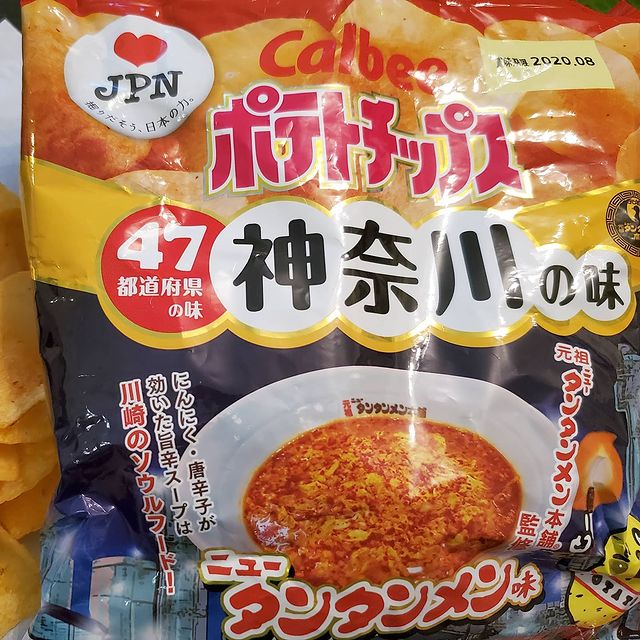 JPN
掘りだそう、日本の力。
Calbee
賞味期限 2020.08
ポテトチップス
47
都道府県
の味
神奈川の味
元祖ニュー
タンタンメン本舗®
監修
元祖ニュータンタンメン本舗
にんにく・唐辛子が
効いた旨辛スープは
川崎のソウルフード!!
ニュー
タンタンメン味